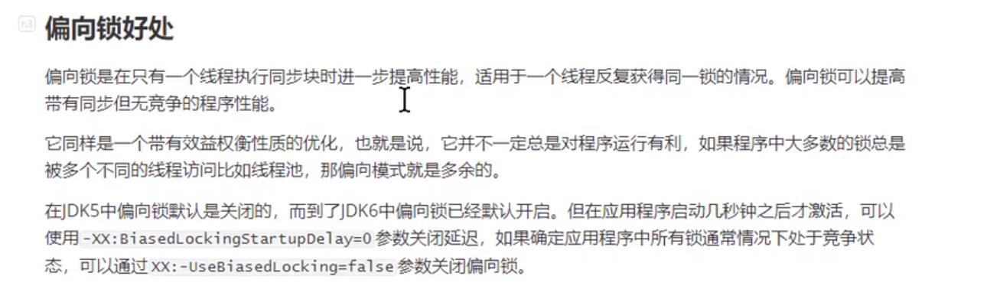 h3
偏向锁好处
偏向锁是在只有一个线程执行同步块时进一步提高性能，适用于一个线程反复获得同一锁的情况。偏向锁可以提高
带有同步但无竞争的程序性能。
它同样是一个带有效益权衡性质的优化，也就是说，它并不一定总是对程序运行有利，如果程序中大多数的锁总是
被多个不同的线程访问比如线程池，那偏向模式就是多余的。
在JDK5中偏向锁默认是关闭的，而到了JDK6中偏向锁已经默认开启。但在应用程序启动几秒钟之后才激活，可以
使用-XX:BiasedLockingStartupDelay=0参数关闭延迟，如果确定应用程序中所有锁通常情况下处于竞争状
态，可以通过XX:-UseBiasedLocking=false参数关闭偏向锁。